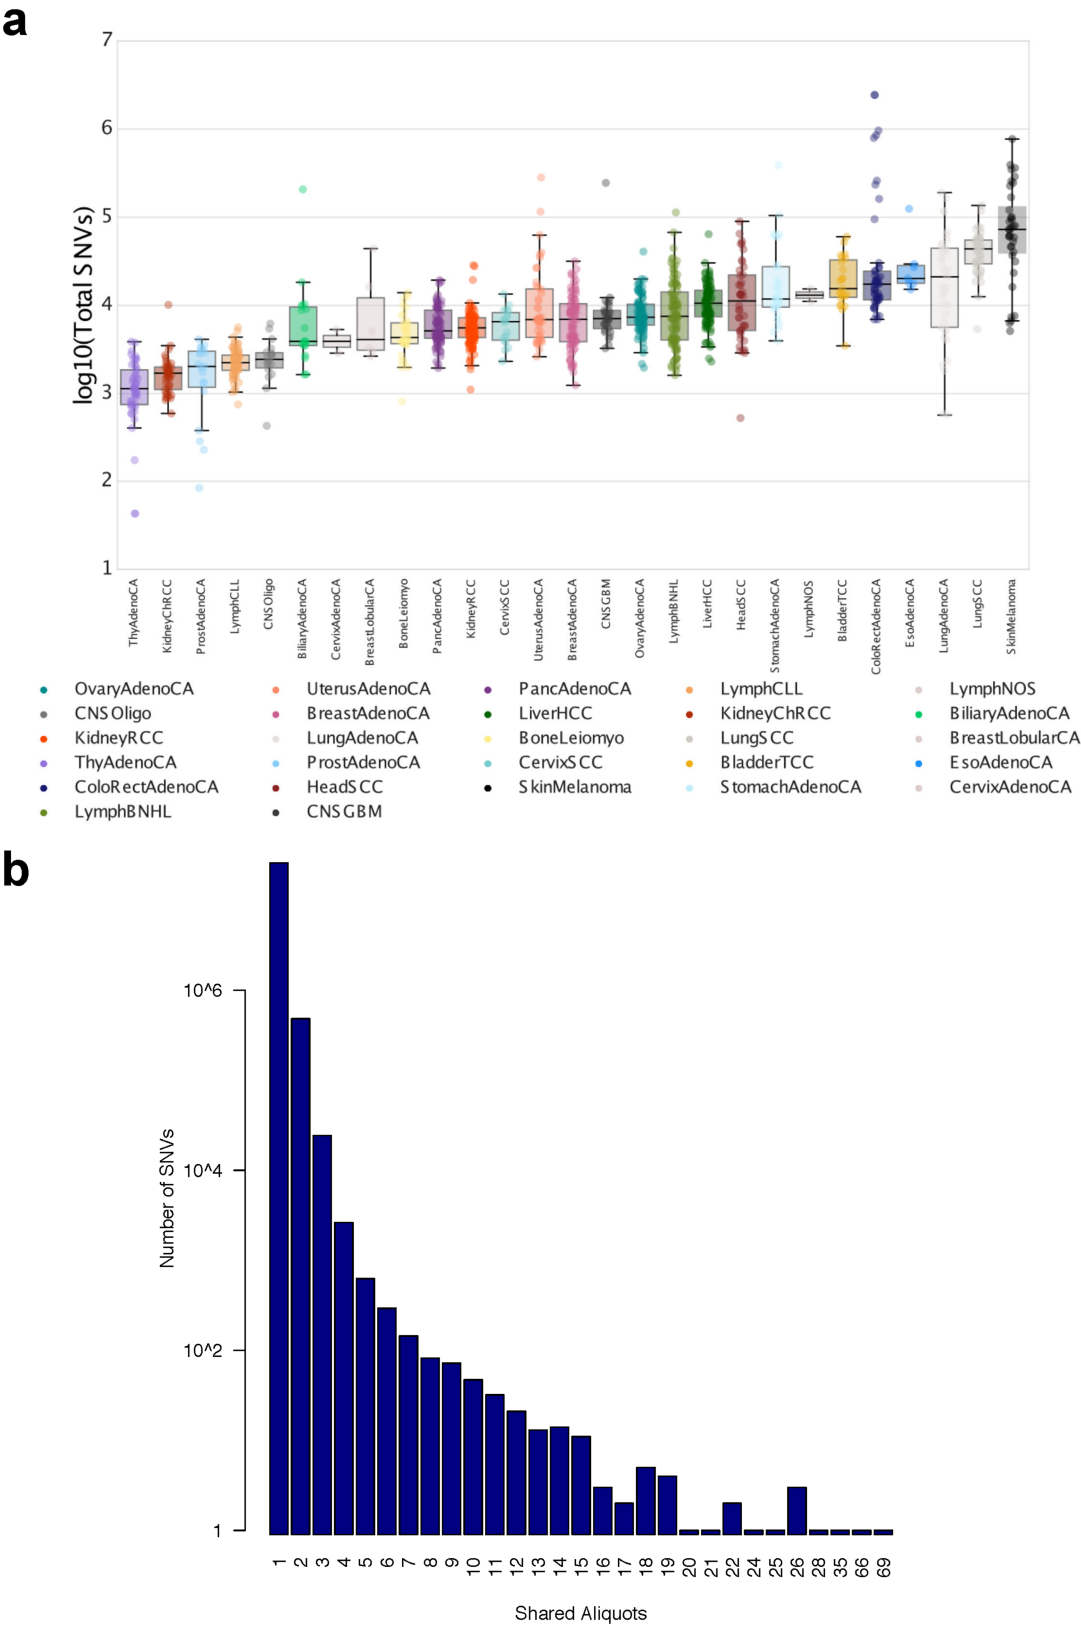 a
7
6
5
4
3
2
1
log10(Total SNVs)
ThyAdenoCA
KidneyChRCC
ProstAdenoCA
LymphCLL
CNSOligo
BiliaryAdenoCA
CervixAdenoCA
BreastLobularCA
BoneLeiomyo
PancAdenoCA
KidneyRCC
CervixSCC
UterusAdenoCA
BreastAdenoCA
CNSGBM
OvaryAdenoCA
LymphBNHL
LiverHCC
HeadSCC
StomachAdenoCA
LymphNOS
BladderTCC
ColoRectAdenoCA
EsoAdenoCA
LungAdenoCA
LungSCC
SkinMelanoma
OvaryAdenoCA UterusAdenoCA PancAdenoCA LymphCLL LymphNOS
CNSOligo BreastAdenoCA LiverHCC KidneyChRCC BiliaryAdenoCA
KidneyRCC LungAdenoCA BoneLeiomyo LungSCC BreastLobularCA
ThyAdenoCA ProstAdenoCA CervixSCC BladderTCC EsoAdenoCA
ColoRectAdenoCA HeadSCC SkinMelanoma StomachAdenoCA CervixAdenoCA
LymphBNHL CNSGBM
b
10^6
10^4
10^2
1
Number of SNVs
1 2 3 4 5 6 7 8 9 10 11 12 13 14 15 16 17 18 19 20 21 22 24 25 26 28 35 66 69
Shared Aliquots